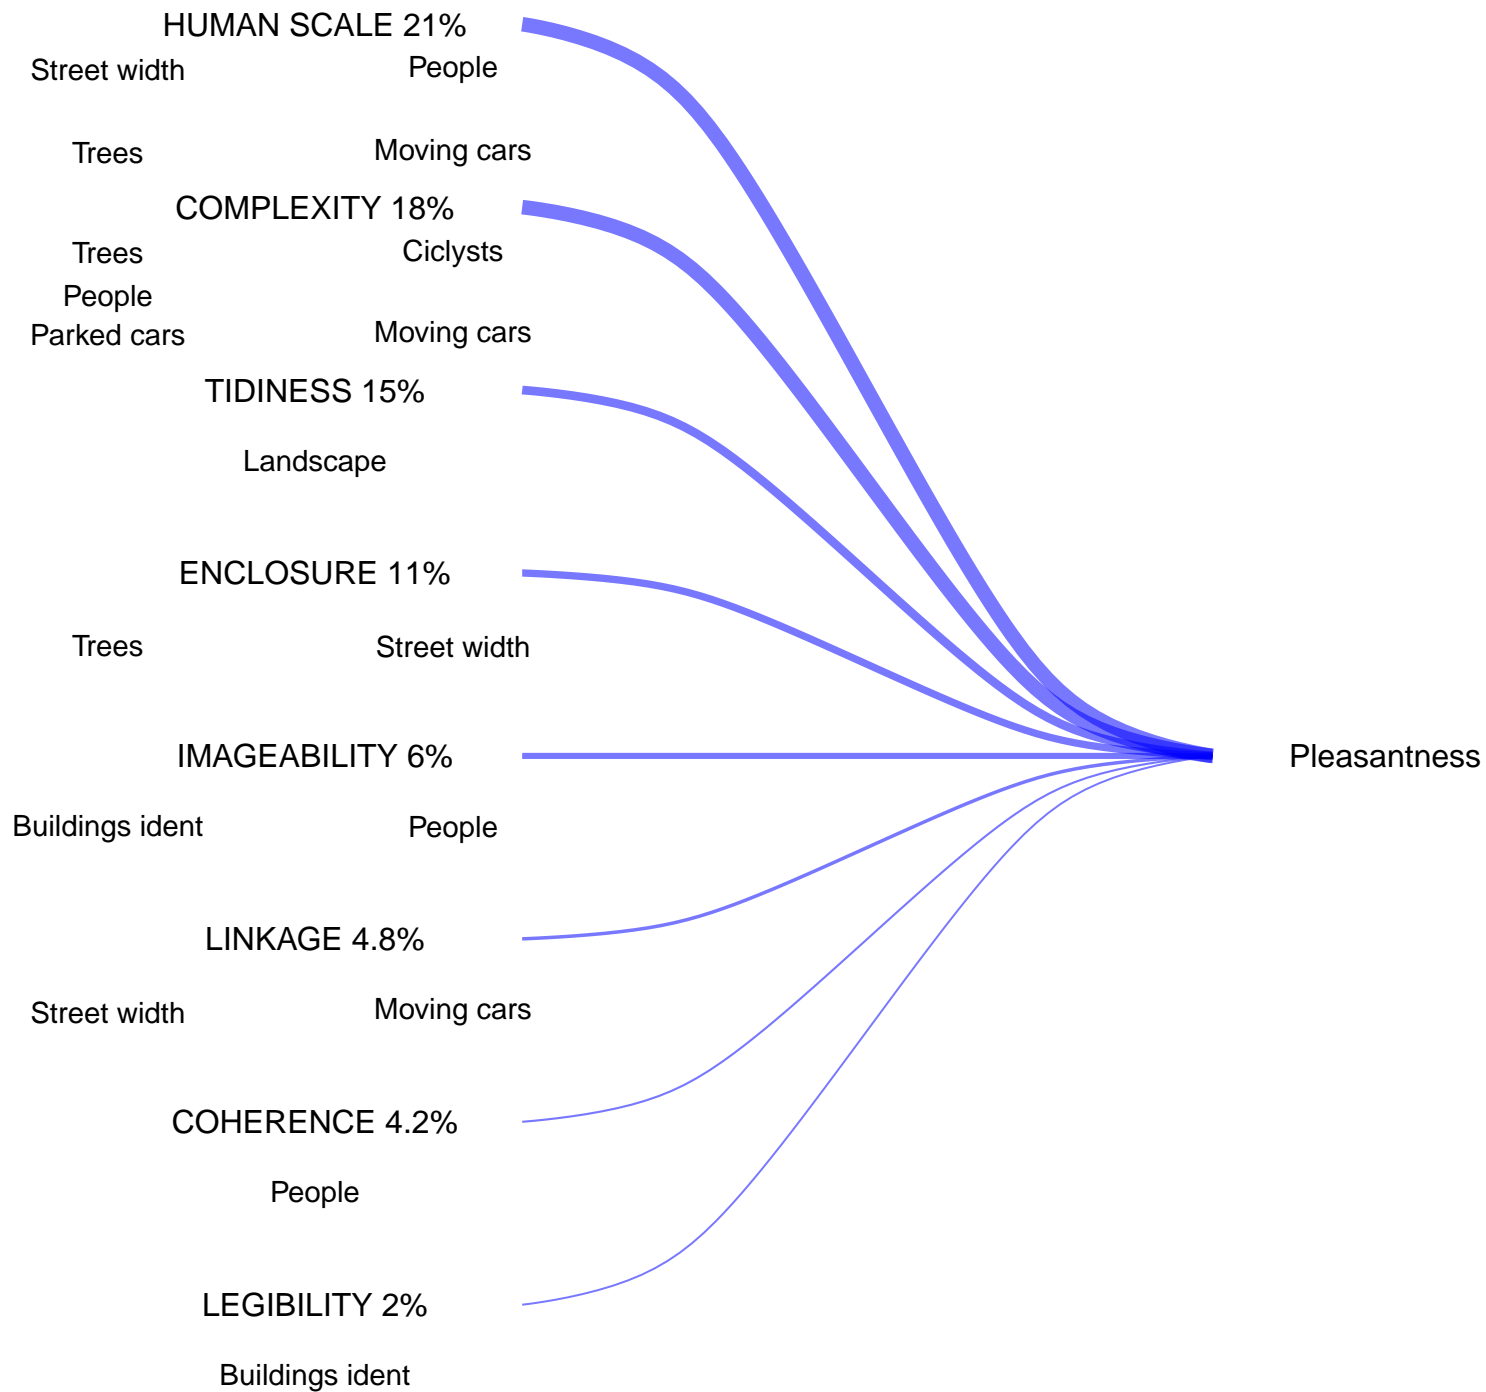 HUMAN SCALE 21%
Street width People
Trees Moving cars
COMPLEXITY 18%
Trees Ciclysts
People
Parked cars Moving cars
TIDINESS 15%
Landscape
ENCLOSURE 11%
Trees Street width
IMAGEABILITY 6%
Pleasantness
Buildings ident People
LINKAGE 4.8%
Street width Moving cars
COHERENCE 4.2%
People
LEGIBILITY 2%
Buildings ident